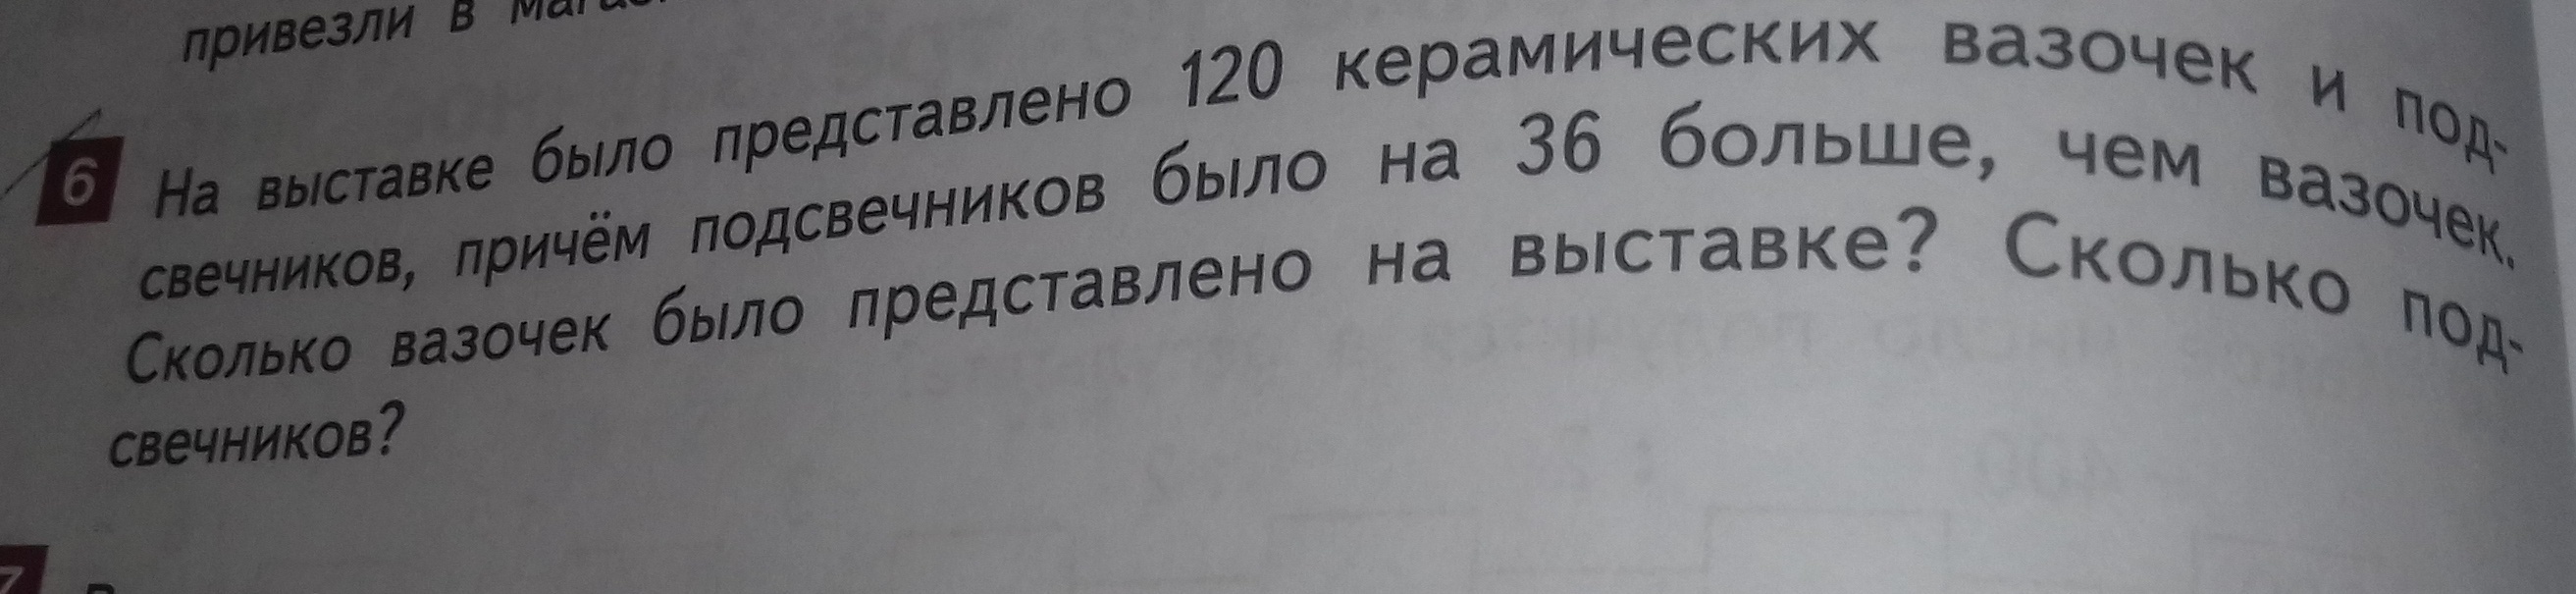 привезли в
6 На выставке было представлено 120 керамических вазочек и под-
свечников, причём подсвечников было на 36 больше, чем вазочек.
Сколько вазочек было представлено на выставке? Сколько под-
свечников?
7